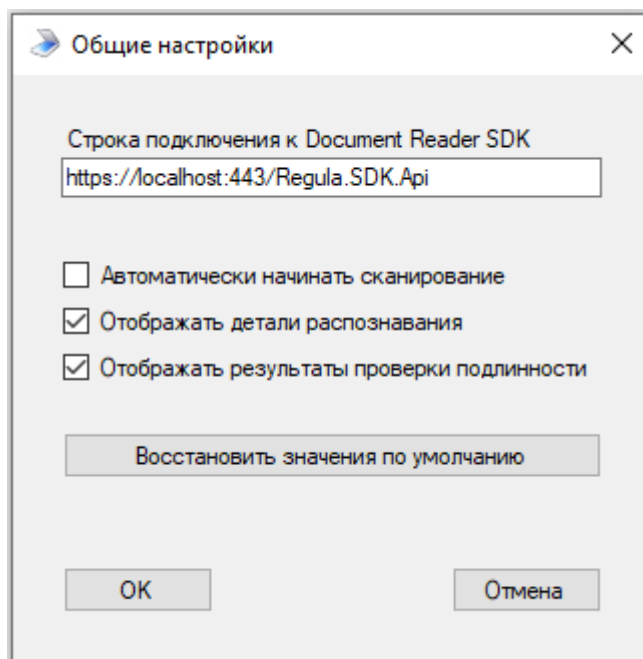 Общие настройки
Строка подключения к Document Reader SDK
https://localhost:443/Regula.SDK.Api
Автоматически начинать сканирование
Отображать детали распознавания
Отображать результаты проверки подлинности
Восстановить значения по умолчанию
OK
Отмена